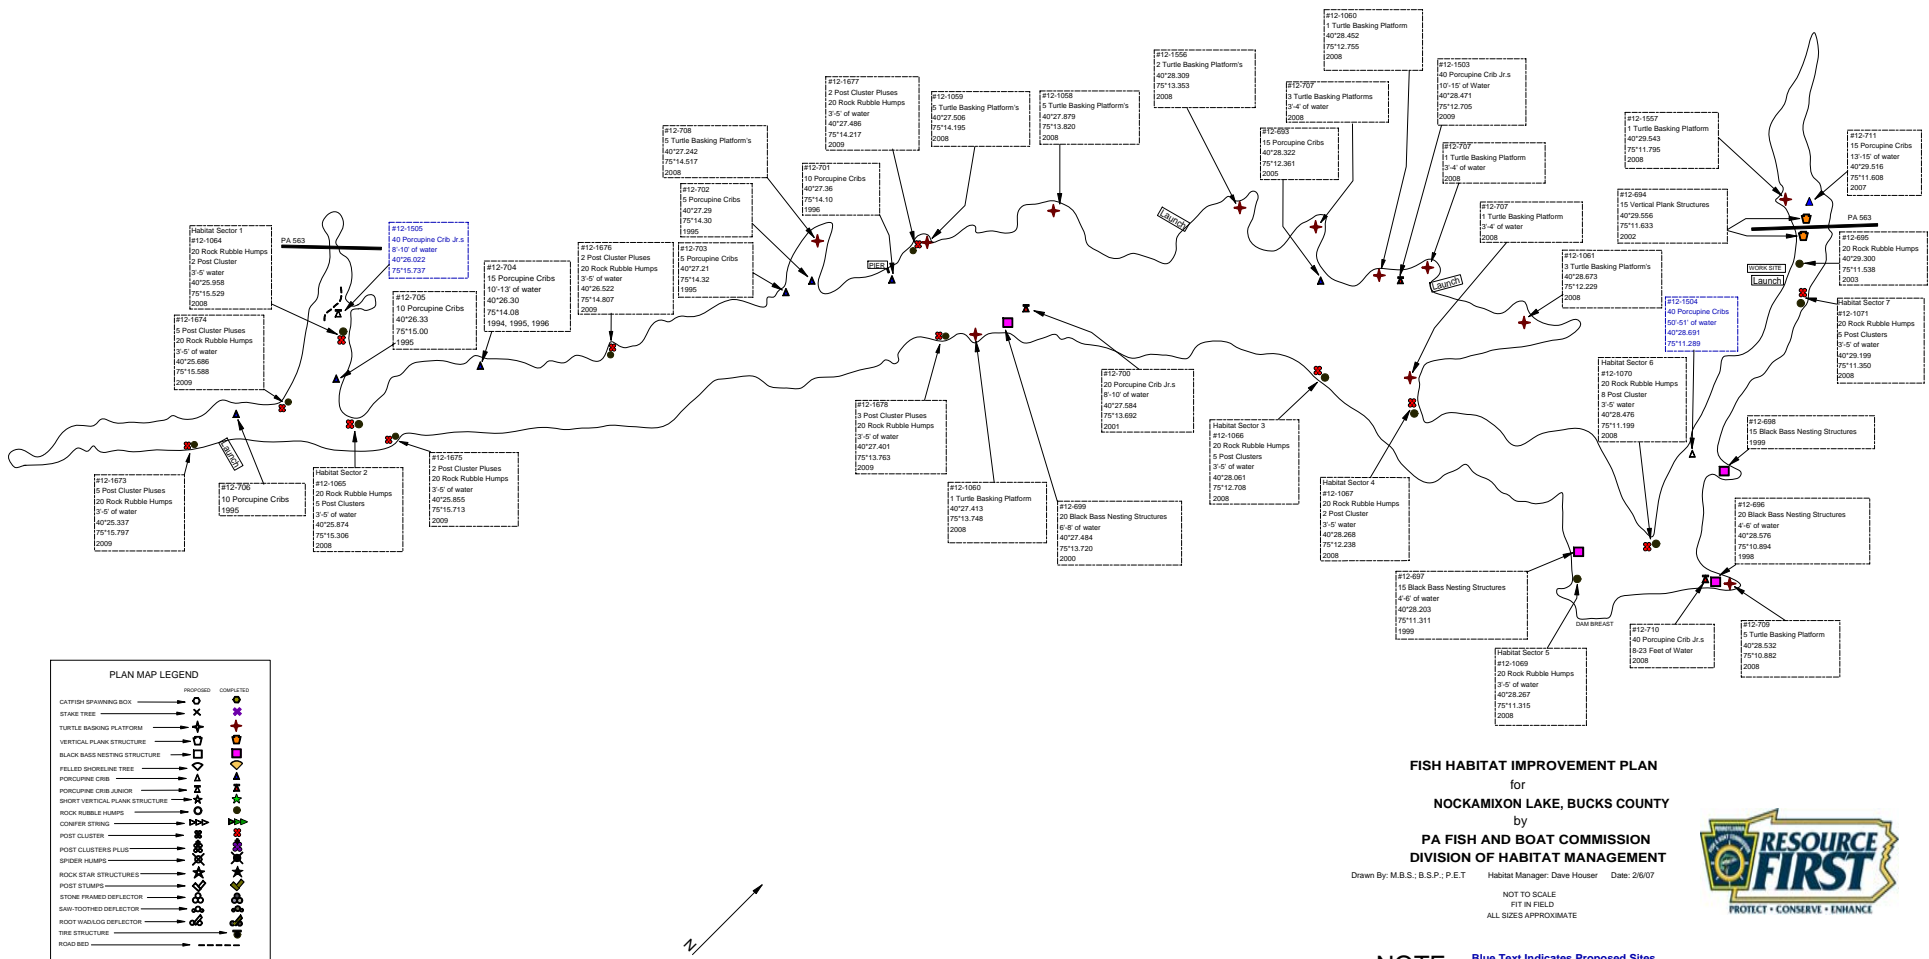 #12-1060
1 Turtle Basking Platform
40°28.452
75°12.755
2008
#12-1556
2 Turtle Basking Platform's
40°28.309
75°13.353
2008
#12-1503
40 Porcupine Crib Jr.s
10'-15' of Water
40°28.471
75°12.705
2009
#12-1677
2 Post Cluster Pluses
20 Rock Rubble Humps
3'-5' of water
40°27.486
75°14.217
2009
#12-1059
5 Turtle Basking Platform's
40°27.506
75°14.195
2008
#12-1058
5 Turtle Basking Platform's
40°27.879
75°13.820
2008
#12-707
3 Turtle Basking Platforms
3'-4' of water
2008
#12-693
15 Porcupine Cribs
40°28.322
75°12.361
2005
#12-707
1 Turtle Basking Platform
3'-4' of water
2008
#12-1557
1 Turtle Basking Platform
40°29.543
75°11.795
2008
#12-711
15 Porcupine Cribs
13'-15' of water
40°29.516
75°11.608
2007
#12-708
5 Turtle Basking Platform's
40°27.242
75°14.517
2008
#12-701
10 Porcupine Cribs
40°27.36
75°14.10
1996
#12-702
5 Porcupine Cribs
40°27.29
75°14.30
1995
#12-703
5 Porcupine Cribs
40°27.21
75°14.32
1995
#12-694
15 Vertical Plank Structures
40°29.556
75°11.633
2002
PA 563
#12-695
20 Rock Rubble Humps
40°29.300
75°11.538
2003
#12-707
1 Turtle Basking Platform
3'-4' of water
2008
Launch
PIER
Launch
WORK SITE
Launch
Habitat Sector 1
#12-1064
20 Rock Rubble Humps
2 Post Cluster
3'-5' water
40°25.958
75°15.529
2008
PA 563
#12-1505
40 Porcupine Crib Jr.s
8'-10' of water
40°26.022
75°15.737
#12-1676
2 Post Cluster Pluses
20 Rock Rubble Humps
3'-5' of water
40°26.522
75°14.807
2009
#12-704
15 Porcupine Cribs
10'-13' of water
40°26.30
75°14.08
1994, 1995, 1996
#12-705
10 Porcupine Cribs
40°26.33
75°15.00
1995
#12-1674
5 Post Cluster Pluses
20 Rock Rubble Humps
3'-5' of water
40°25.686
75°15.588
2009
#12-1061
3 Turtle Basking Platform's
40°28.673
75°12.229
2008
#12-1504
40 Porcupine Cribs
50'-51' of water
40°28.691
75°11.289
Habitat Sector 7
#12-1071
20 Rock Rubble Humps
5 Post Clusters
3'-5' of water
40°29.199
75°11.350
2008
Habitat Sector 6
#12-1070
20 Rock Rubble Humps
8 Post Cluster
3'-5' water
40°28.476
75°11.199
2008
#12-700
20 Porcupine Crib Jr.s
8'-10' of water
40°27.584
75°13.692
2001
#12-1678
3 Post Cluster Pluses
20 Rock Rubble Humps
3'-5' of water
40°27.401
75°13.763
2009
Habitat Sector 3
#12-1066
20 Rock Rubble Humps
5 Post Clusters
3'-5' of water
40°28.061
75°12.708
2008
#12-698
15 Black Bass Nesting Structures
1999
Launch
#12-1673
5 Post Cluster Pluses
20 Rock Rubble Humps
3'-5' of water
40°25.337
75°15.797
2009
#12-706
10 Porcupine Cribs
1995
Habitat Sector 2
#12-1065
20 Rock Rubble Humps
5 Post Clusters
3'-5' of water
40°25.874
75°15.306
2008
#12-1675
2 Post Cluster Pluses
20 Rock Rubble Humps
3'-5' of water
40°25.855
75°15.713
2009
#12-1060
1 Turtle Basking Platform
40°27.413
75°13.748
2008
#12-699
20 Black Bass Nesting Structures
6'-8' of water
40°27.484
75°13.720
2000
Habitat Sector 4
#12-1067
20 Rock Rubble Humps
2 Post Cluster
3'-5' water
40°28.268
75°12.238
2008
#12-696
20 Black Bass Nesting Structures
4'-6' of water
40°28.576
75°10.894
1998
#12-697
15 Black Bass Nesting Structures
4'-6' of water
40°28.203
75°11.311
1999
DAM BREAST
#12-710
40 Porcupine Crib Jr.s
8-23 Feet of Water
2008
#12-709
5 Turtle Basking Platform
40°28.532
75°10.882
2008
Habitat Sector 5
#12-1069
20 Rock Rubble Humps
3'-5' of water
40°28.267
75°11.315
2008
PLAN MAP LEGEND
PROPOSED COMPLETED
CATFISH SPAWNING BOX
STAKE TREE
TURTLE BASKING PLATFORM
VERTICAL PLANK STRUCTURE
BLACK BASS NESTING STRUCTURE
FELLED SHORELINE TREE
PORCUPINE CRIB
PORCUPINE CRIB JUNIOR
SHORT VERTICAL PLANK STRUCTURE
ROCK RUBBLE HUMPS
CONIFER STRING
POST CLUSTER
POST CLUSTERS PLUS
SPIDER HUMPS
ROCK STAR STRUCTURES
POST STUMPS
STONE FRAMED DEFLECTOR
SAW-TOOTHED DEFLECTOR
ROOT WAD/LOG DEFLECTOR
TIRE STRUCTURE
ROAD BED
N
FISH HABITAT IMPROVEMENT PLAN
for
NOCKAMIXON LAKE, BUCKS COUNTY
by
PA FISH AND BOAT COMMISSION
DIVISION OF HABITAT MANAGEMENT
Drawn By: M.B.S.; B.S.P.; P.E.T Habitat Manager: Dave Houser Date: 2/6/07
NOT TO SCALE
FIT IN FIELD
ALL SIZES APPROXIMATE
RESOURCE
FIRST
PROTECT • CONSERVE • ENHANCE
NOTE
Blue Text Indicates Proposed Sites